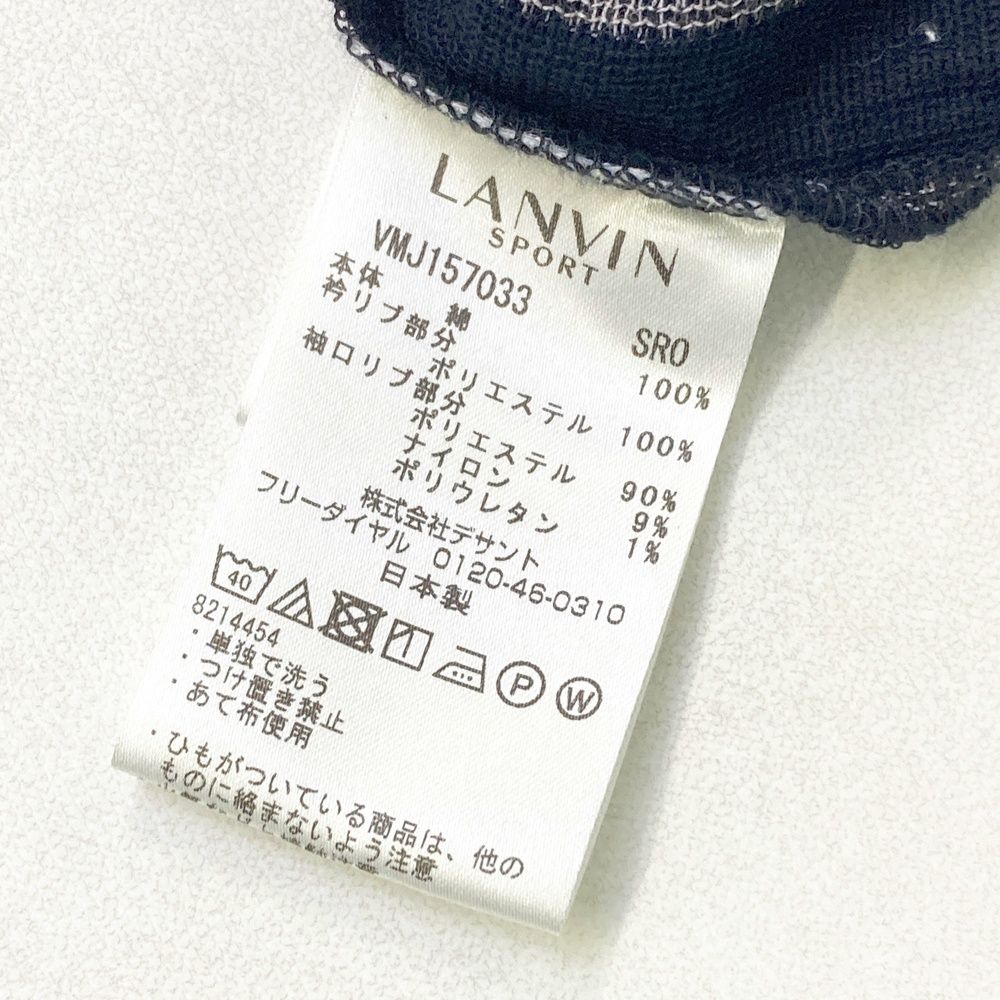 LANVIN
SPORT
VMJ157033 SR0
本体 綿 100%
衿リブ部分
ポリエステル 100%
袖口リブ部分
ポリエステル 90%
ナイロン 9%
ポリウレタン 1%
株式会社デサント
フリーダイヤル 0120-46-0310
日本製
40 P W
8214454
・単独で洗う
・つけ置き禁止
・あて布使用
・ひもがついている商品は、他の
ものに絡まないよう注意